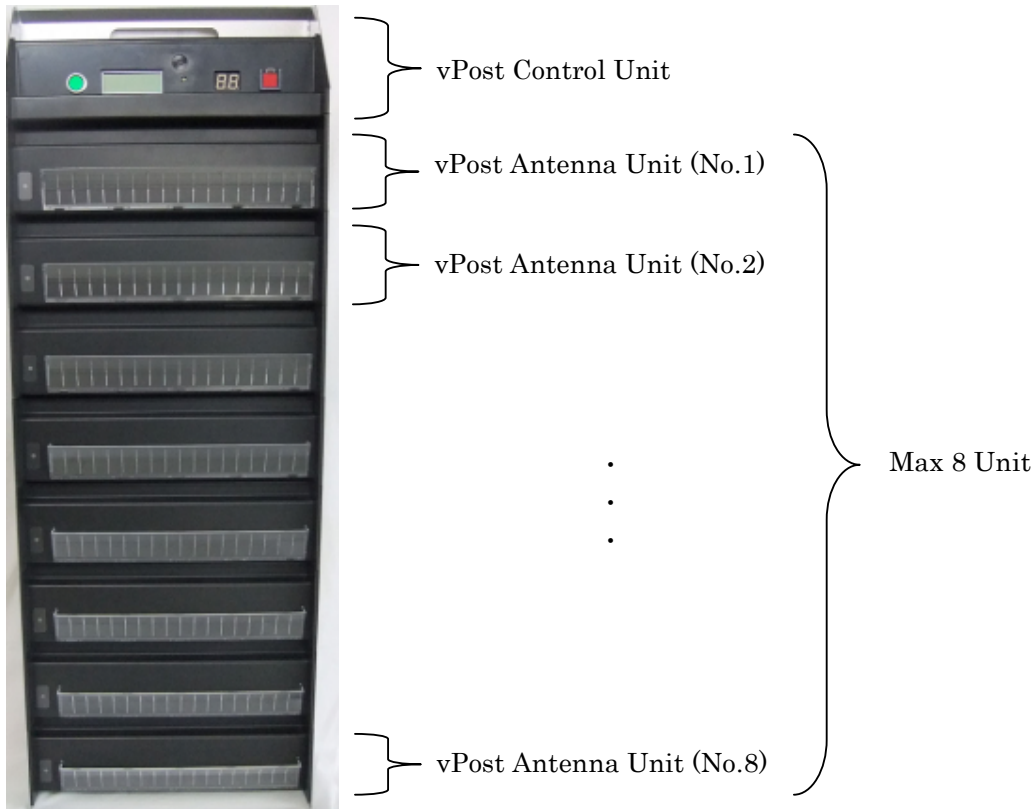 vPost Control Unit
vPost Antenna Unit (No.1)
vPost Antenna Unit (No.2)
Max 8 Unit
vPost Antenna Unit (No.8)